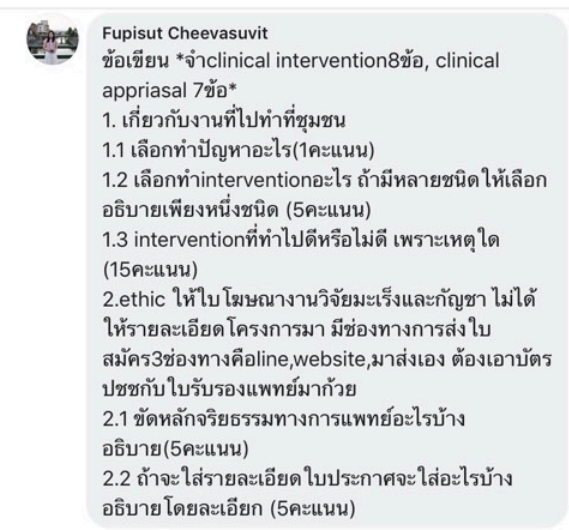 Fupisut Cheevasuvit
ข้อเขียน *จำclinical intervention8ข้อ, clinical
appriasal 7ข้อ*
1. เกี่ยวกับงานที่ไปทำที่ชุมชน
1.1 เลือกทำปัญหาอะไร(1คะแนน)
1.2 เลือกทำinterventionอะไร ถ้ามีหลายชนิดให้เลือก
อธิบายเพียงหนึ่งชนิด (5คะแนน)
1.3 interventionที่ทำไปดีหรือไม่ดี เพราะเหตุใด
(15คะแนน)
2.ethic ให้ใบโฆษณางานวิจัยมะเร็งและกัญชา ไม่ได้
ให้รายละเอียดโครงการมา มีช่องทางการส่งใบ
สมัคร3ช่องทางคือline,website,มาส่งเอง ต้องเอาบัตร
ปชชกับใบรับรองแพทย์มาก้วย
2.1 ขัดหลักจริยธรรมทางการแพทย์อะไรบ้าง
อธิบาย(5คะแนน)
2.2 ถ้าจะใส่รายละเอียดใบประกาศจะใส่อะไรบ้าง
อธิบายโดยละเอียก (5คะแนน)